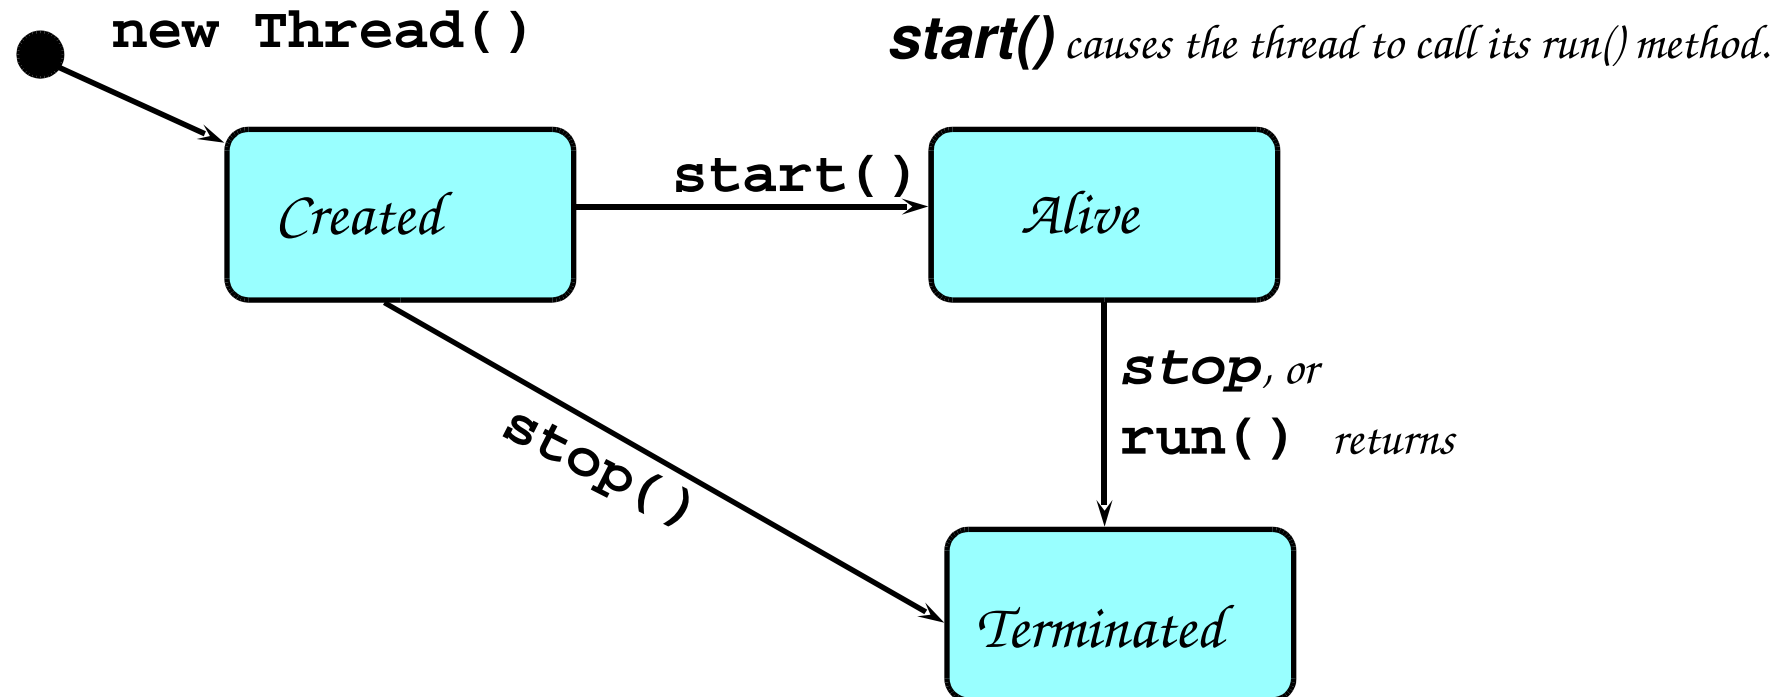 new Thread()
start() causes the thread to call its run() method.
start()
Created
Alive
stop, or
run() returns
stop()
Terminated